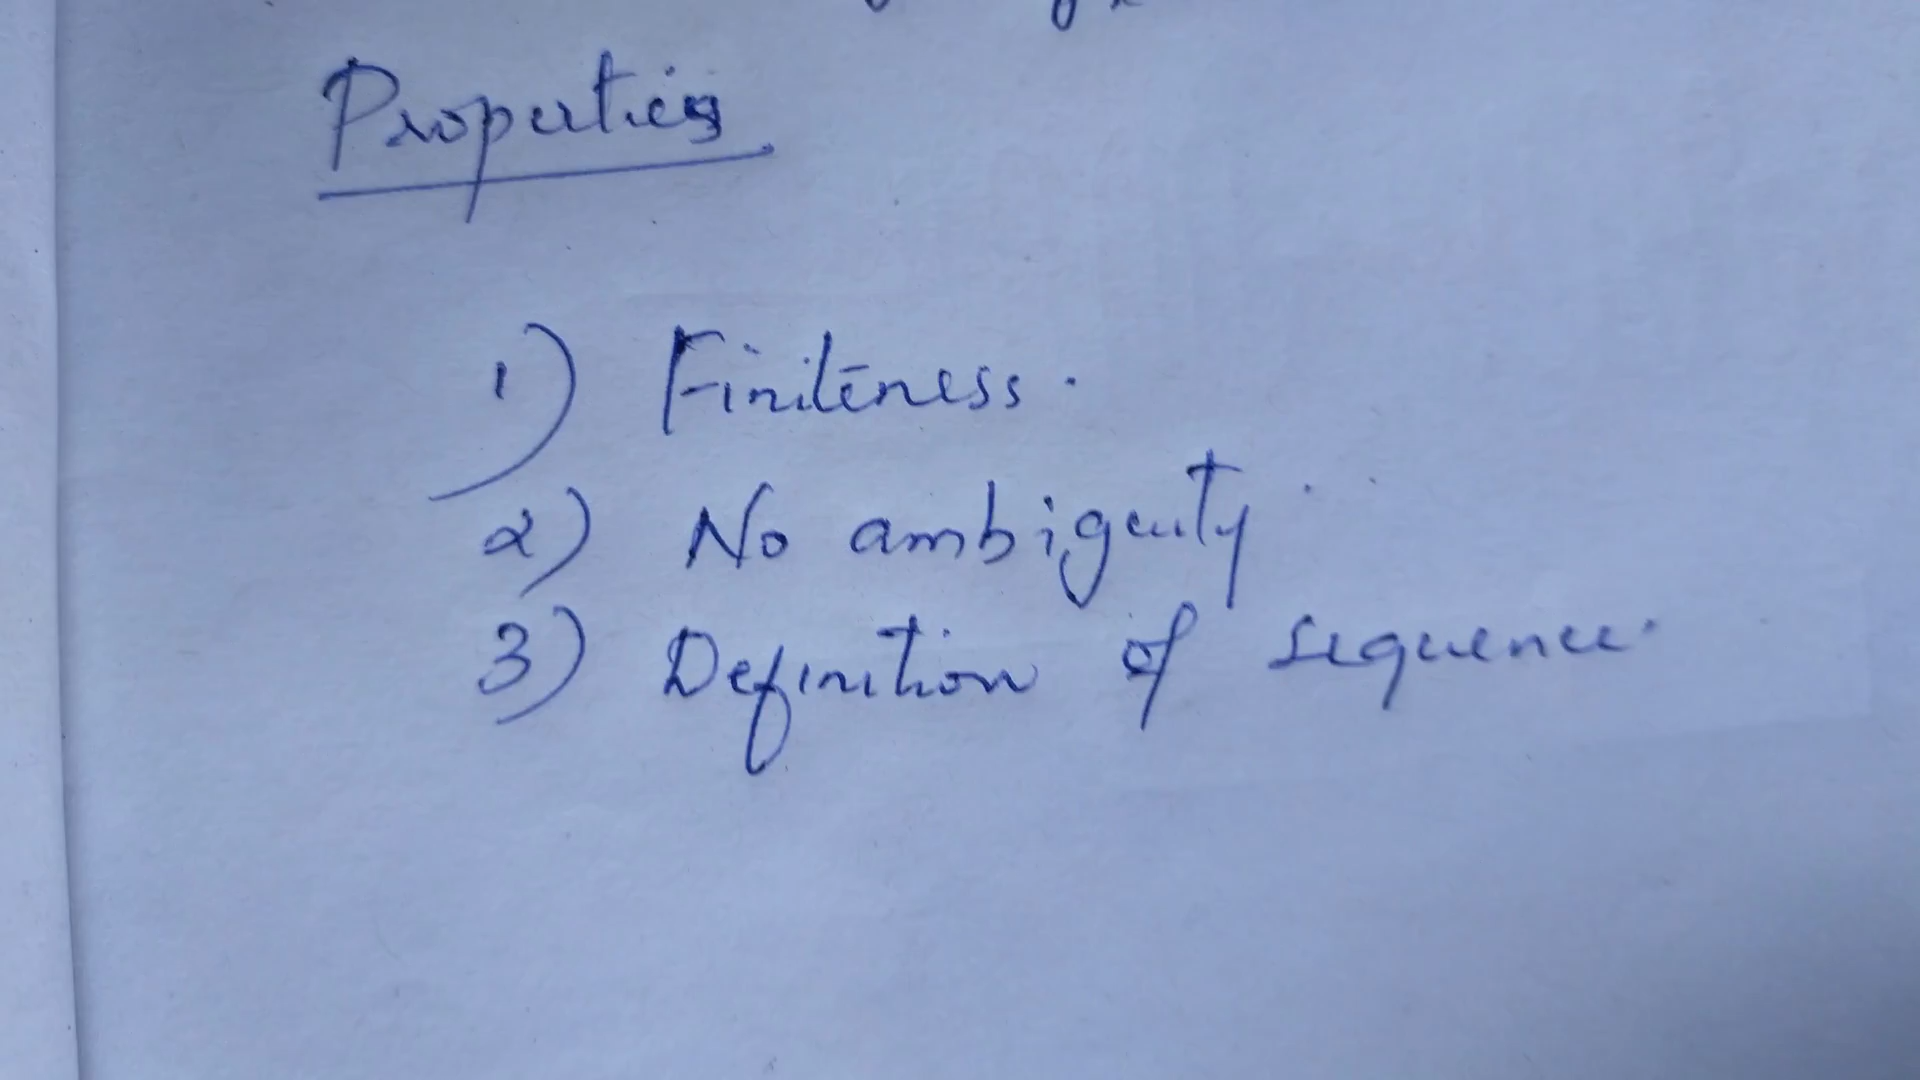 Properties
1) Finiteness.
2) No ambiguity.
3) Definition of sequence.